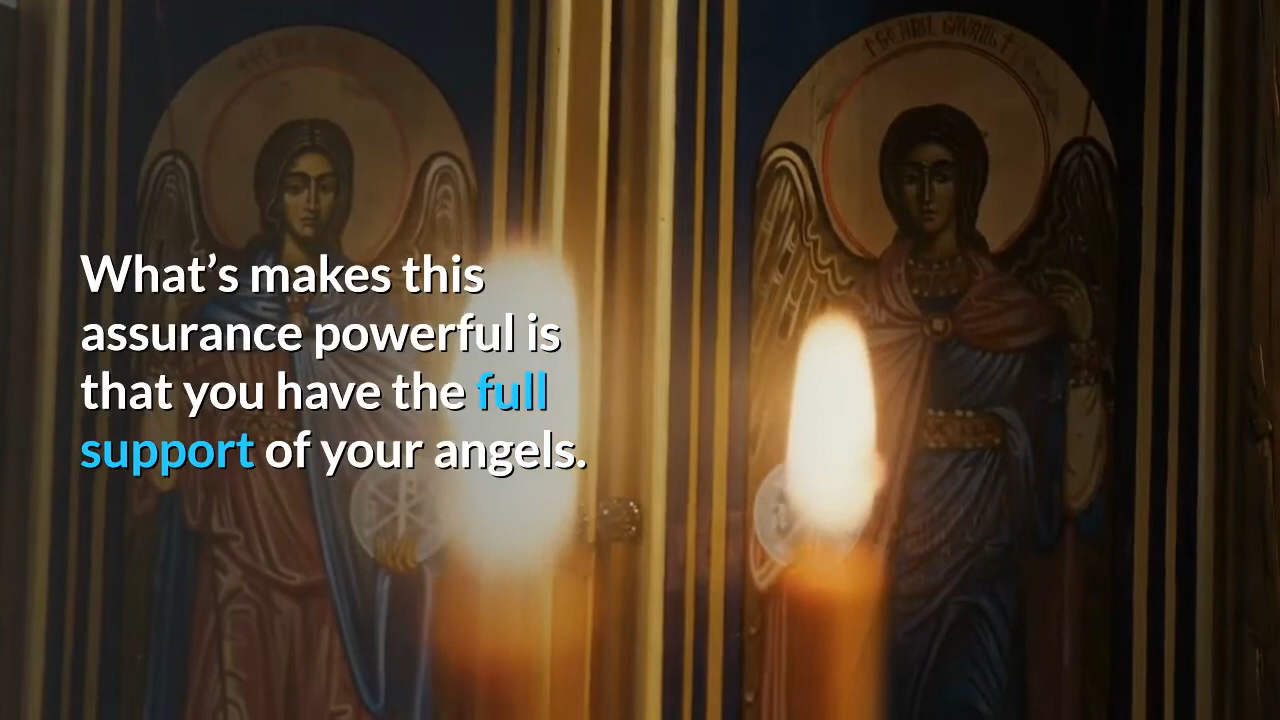 What’s makes this
assurance powerful is
that you have the full
support of your angels.